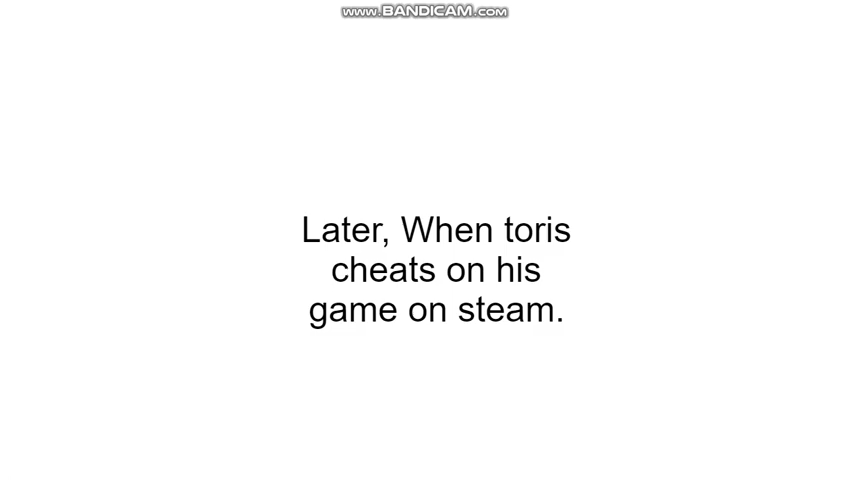 www.BANDICAM.com
Later, When toris
cheats on his
game on steam.